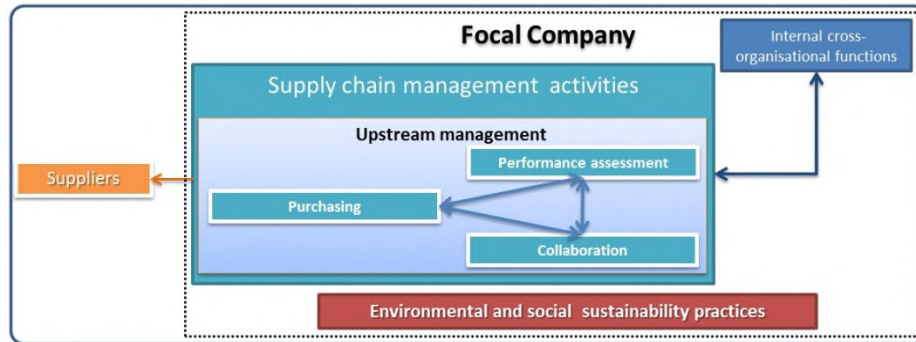 Focal Company
Internal cross-
organisational functions
Supply chain management activities
Upstream management
Performance assessment
Suppliers
Purchasing
Collaboration
Environmental and social sustainability practices